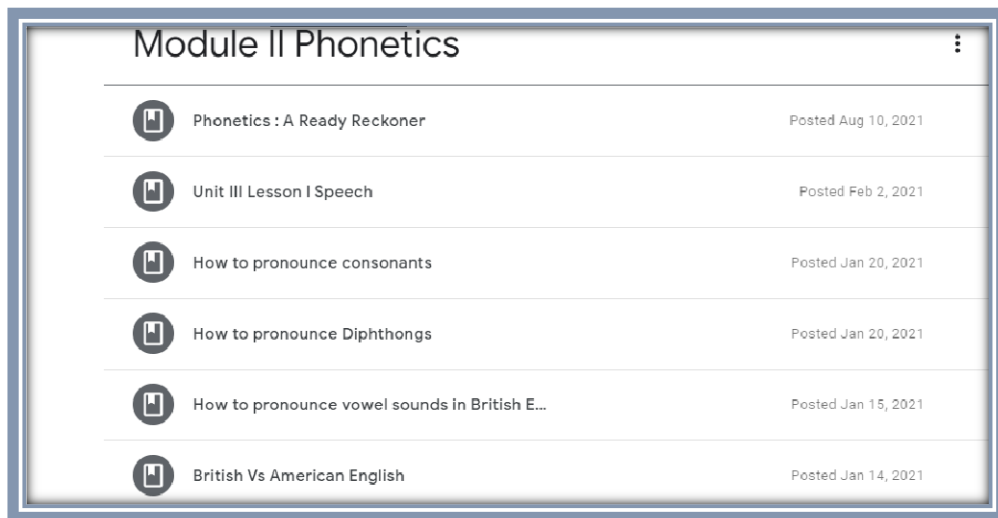 Module II Phonetics
Phonetics : A Ready Reckoner Posted Aug 10, 2021
Unit III Lesson I Speech Posted Feb 2, 2021
How to pronounce consonants Posted Jan 20, 2021
How to pronounce Diphthongs Posted Jan 20, 2021
How to pronounce vowel sounds in British E... Posted Jan 15, 2021
British Vs American English Posted Jan 14, 2021